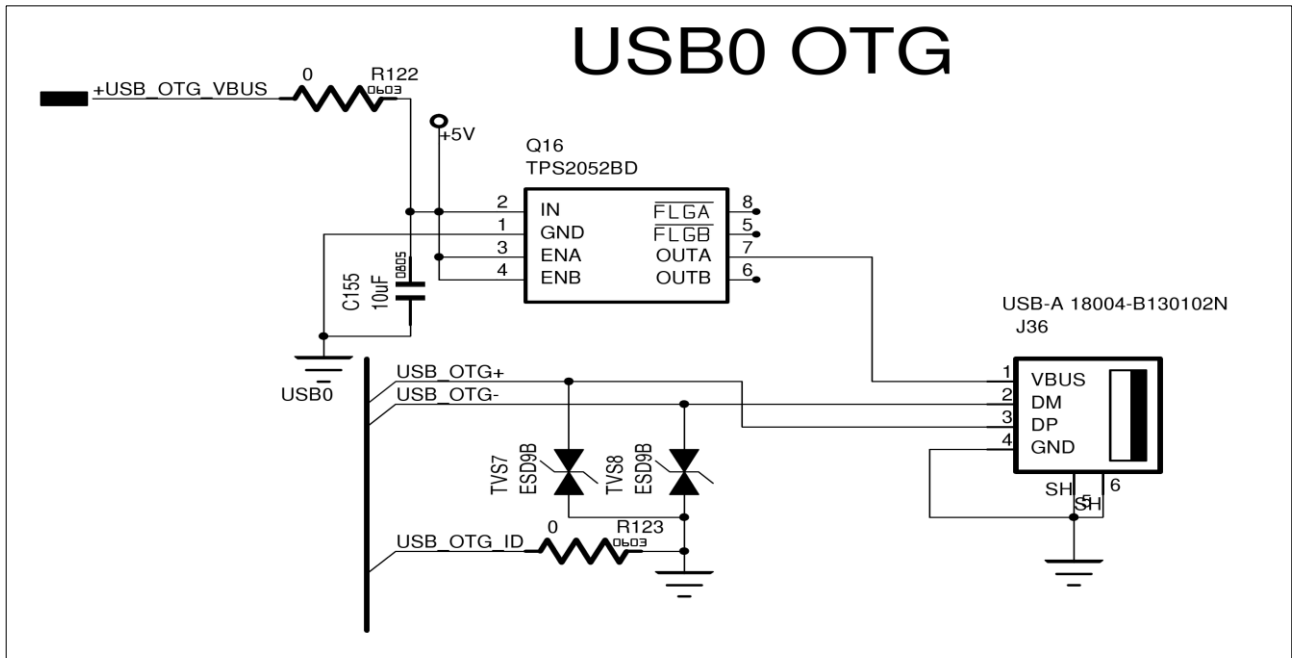 USB0 OTG
+USB_OTG_VBUS
0
R122
0603
+5V
Q16
TPS2052BD
2 IN FLGA 8
1 GND FLGB 5
3 ENA OUTA 7
4 ENB OUTB 6
C155
10uF
0805
USB-A 18004-B130102N
J36
1 VBUS
2 DM
3 DP
4 GND
SH 5
SH 6
USB0
USB_OTG+
USB_OTG-
TVS7
ESD9B
TVS8
ESD9B
USB_OTG_ID
0
R123
0603